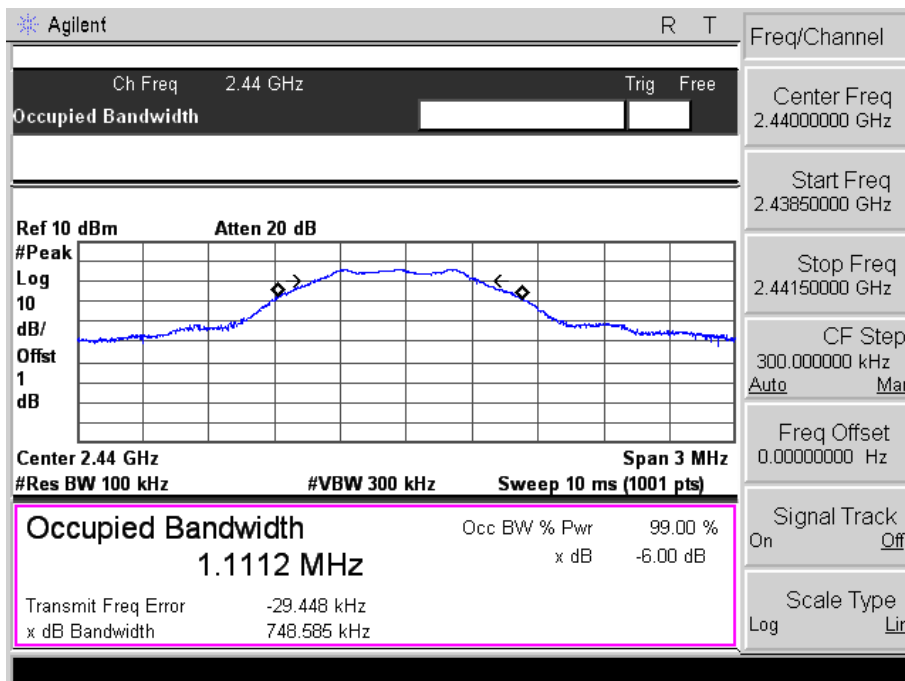 Agilent R T
Ch Freq 2.44 GHz Trig Free
Occupied Bandwidth
Ref 10 dBm Atten 20 dB
#Peak
Log
10
dB/
Offst
1
dB
Center 2.44 GHz Span 3 MHz
#Res BW 100 kHz #VBW 300 kHz Sweep 10 ms (1001 pts)
Occupied Bandwidth
1.1112 MHz
Occ BW % Pwr 99.00 %
x dB -6.00 dB
Transmit Freq Error -29.448 kHz
x dB Bandwidth 748.585 kHz
Freq/Channel
Center Freq
2.44000000 GHz
Start Freq
2.43850000 GHz
Stop Freq
2.44150000 GHz
CF Step
300.000000 kHz
Auto Mar
Freq Offset
0.00000000 Hz
Signal Track
On Off
Scale Type
Log Lin